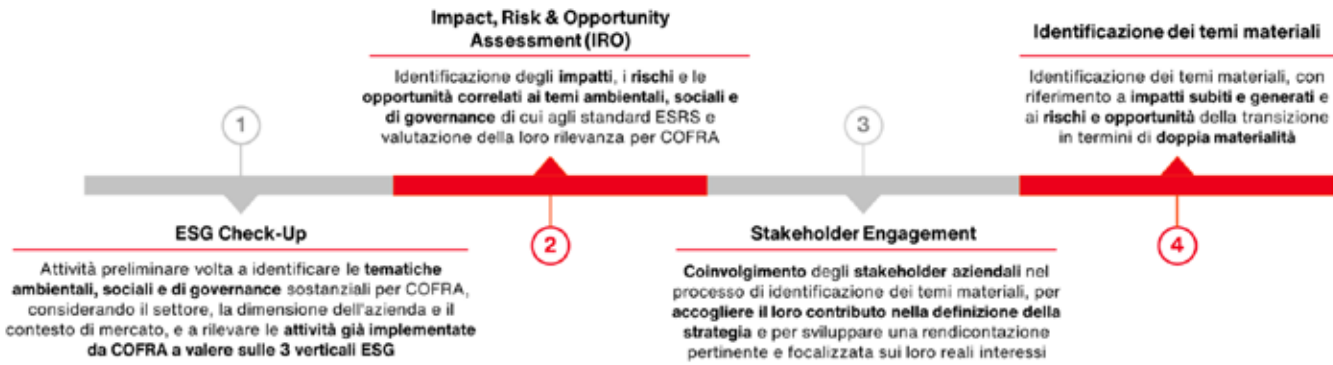 1
ESG Check-Up
Attività preliminare volta a identificare le tematiche
ambientali, sociali e di governance sostanziali per COFRA,
considerando il settore, la dimensione dell'azienda e il
contesto di mercato, e a rilevare le attività già implementate
da COFRA a valere sulle 3 verticali ESG
Impact, Risk & Opportunity
Assessment (IRO)
Identificazione degli impatti, i rischi e le
opportunità correlati ai temi ambientali, sociali e
di governance di cui agli standard ESRS e
valutazione della loro rilevanza per COFRA
2
3
Stakeholder Engagement
Coinvolgimento degli stakeholder aziendali nel
processo di identificazione dei temi materiali, per
accogliere il loro contributo nella definizione della
strategia e per sviluppare una rendicontazione
pertinente e focalizzata sui loro reali interessi
Identificazione dei temi materiali
Identificazione dei temi materiali, con
riferimento a impatti subiti e generati e
ai rischi e opportunità della transizione
in termini di doppia materialità
4